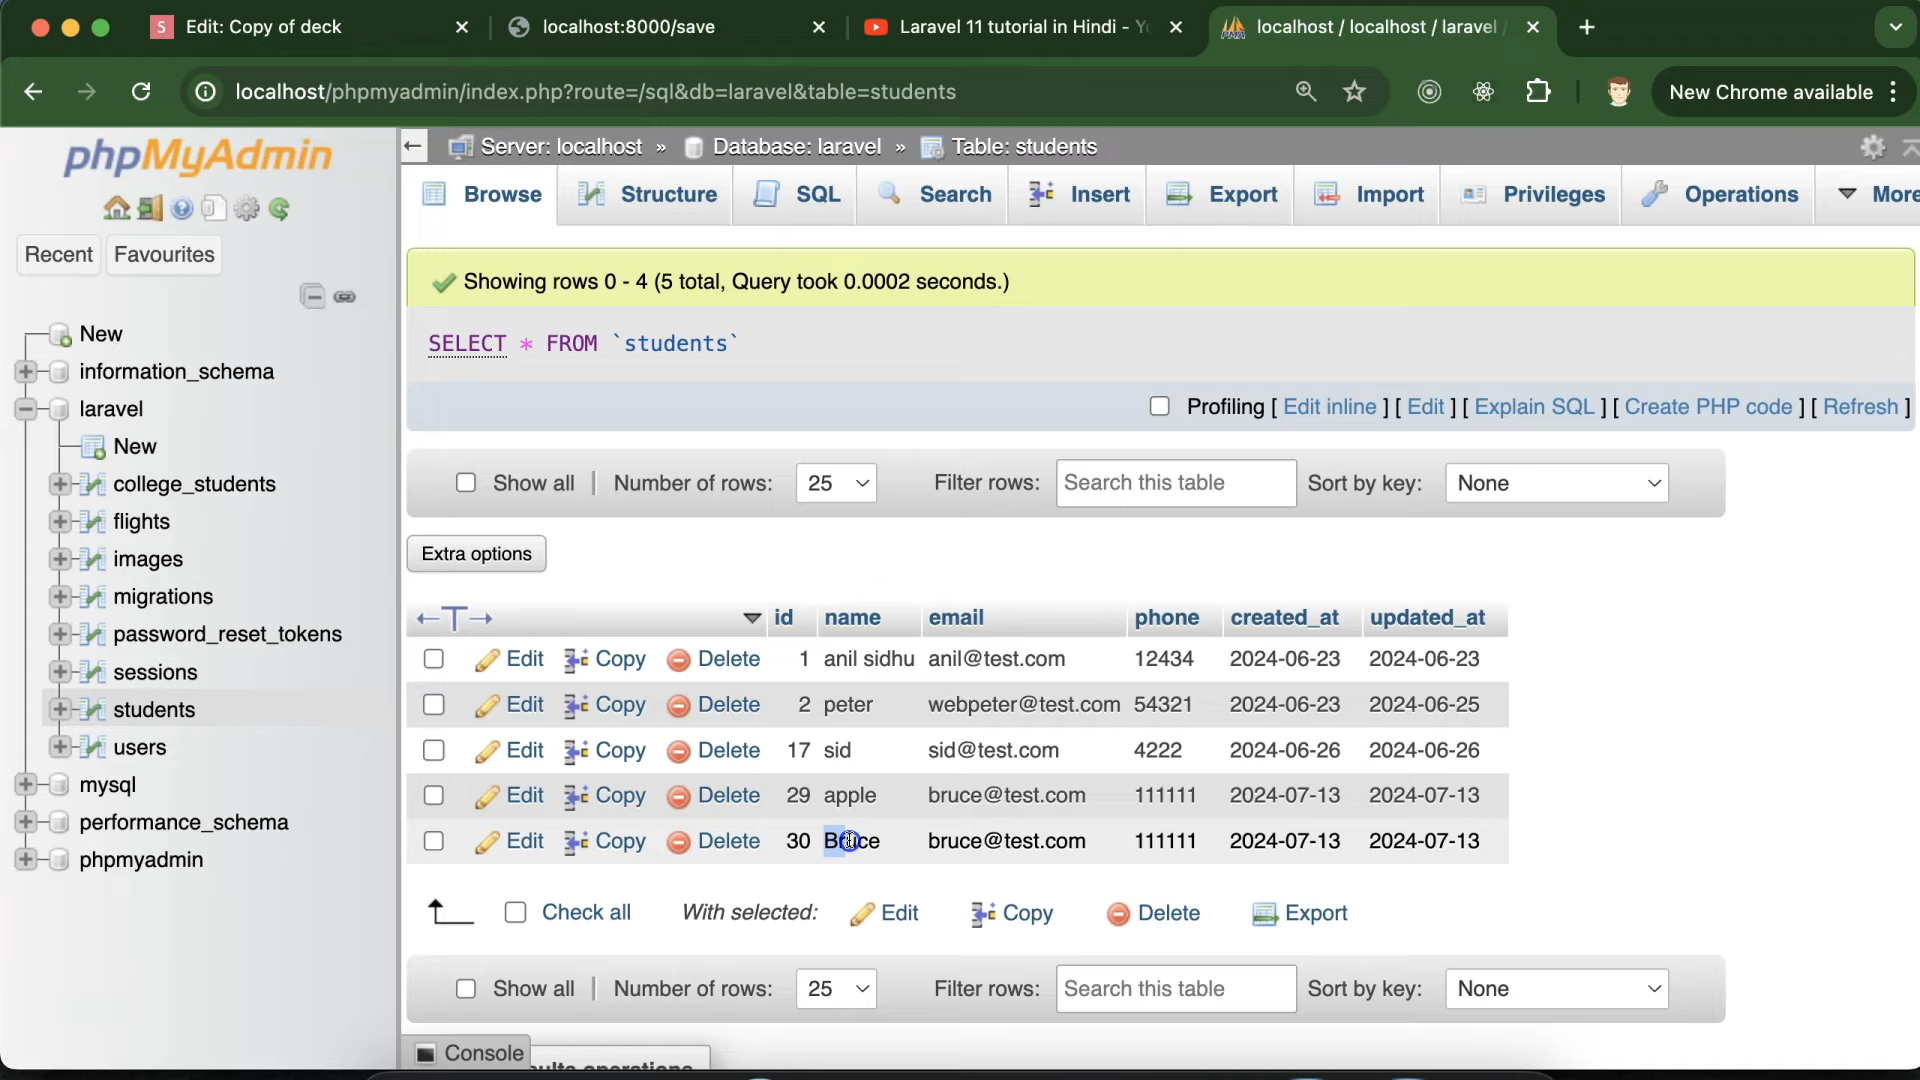 Edit: Copy of deck
localhost:8000/save
Laravel 11 tutorial in Hindi -
localhost / localhost / laravel /
localhost/phpmyadmin/index.php?route=/sql&db=laravel&table=students
New Chrome available
phpMyAdmin
Recent
Favourites
New
information_schema
laravel
New
college_students
flights
images
migrations
password_reset_tokens
sessions
students
users
mysql
performance_schema
phpmyadmin
Server: localhost » Database: laravel » Table: students
Browse Structure SQL Search Insert Export Import Privileges Operations More
Showing rows 0 - 4 (5 total, Query took 0.0002 seconds.)
SELECT * FROM `students`
Profiling [ Edit inline ] [ Edit ] [ Explain SQL ] [ Create PHP code ] [ Refresh ]
Show all | Number of rows: 25 Filter rows: Search this table Sort by key: None
Extra options
id name email phone created_at updated_at
Edit Copy Delete 1 anil sidhu anil@test.com 12434 2024-06-23 2024-06-23
Edit Copy Delete 2 peter webpeter@test.com 54321 2024-06-23 2024-06-25
Edit Copy Delete 17 sid sid@test.com 4222 2024-06-26 2024-06-26
Edit Copy Delete 29 apple bruce@test.com 111111 2024-07-13 2024-07-13
Edit Copy Delete 30 Bruce bruce@test.com 111111 2024-07-13 2024-07-13
Check all With selected: Edit Copy Delete Export
Show all | Number of rows: 25 Filter rows: Search this table Sort by key: None
Console